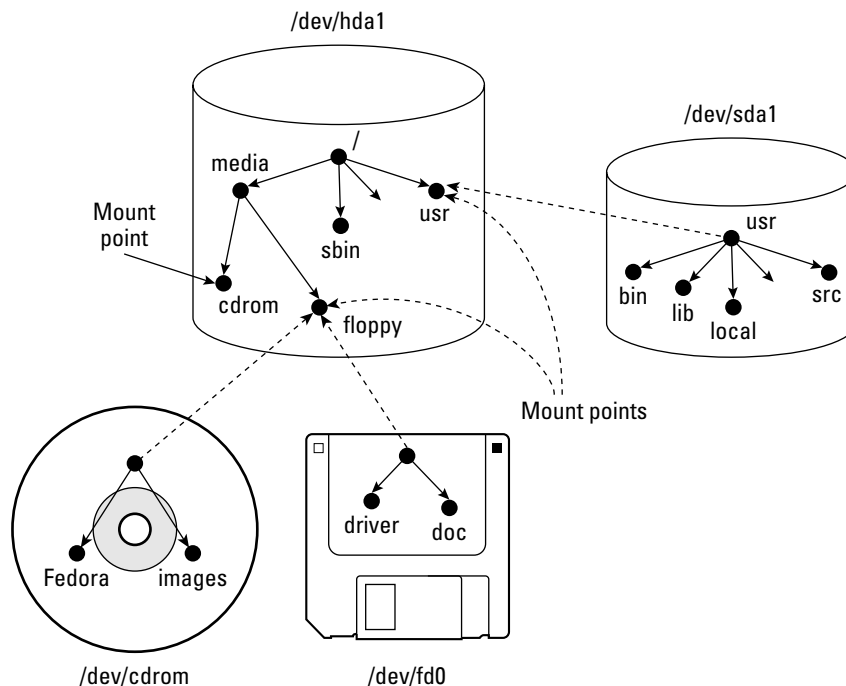 /dev/hda1
/dev/sda1
/
media
usr
sbin
Mount
point
cdrom
floppy
usr
bin
lib
local
src
Mount points
driver
doc
Fedora
images
/dev/cdrom
/dev/fd0